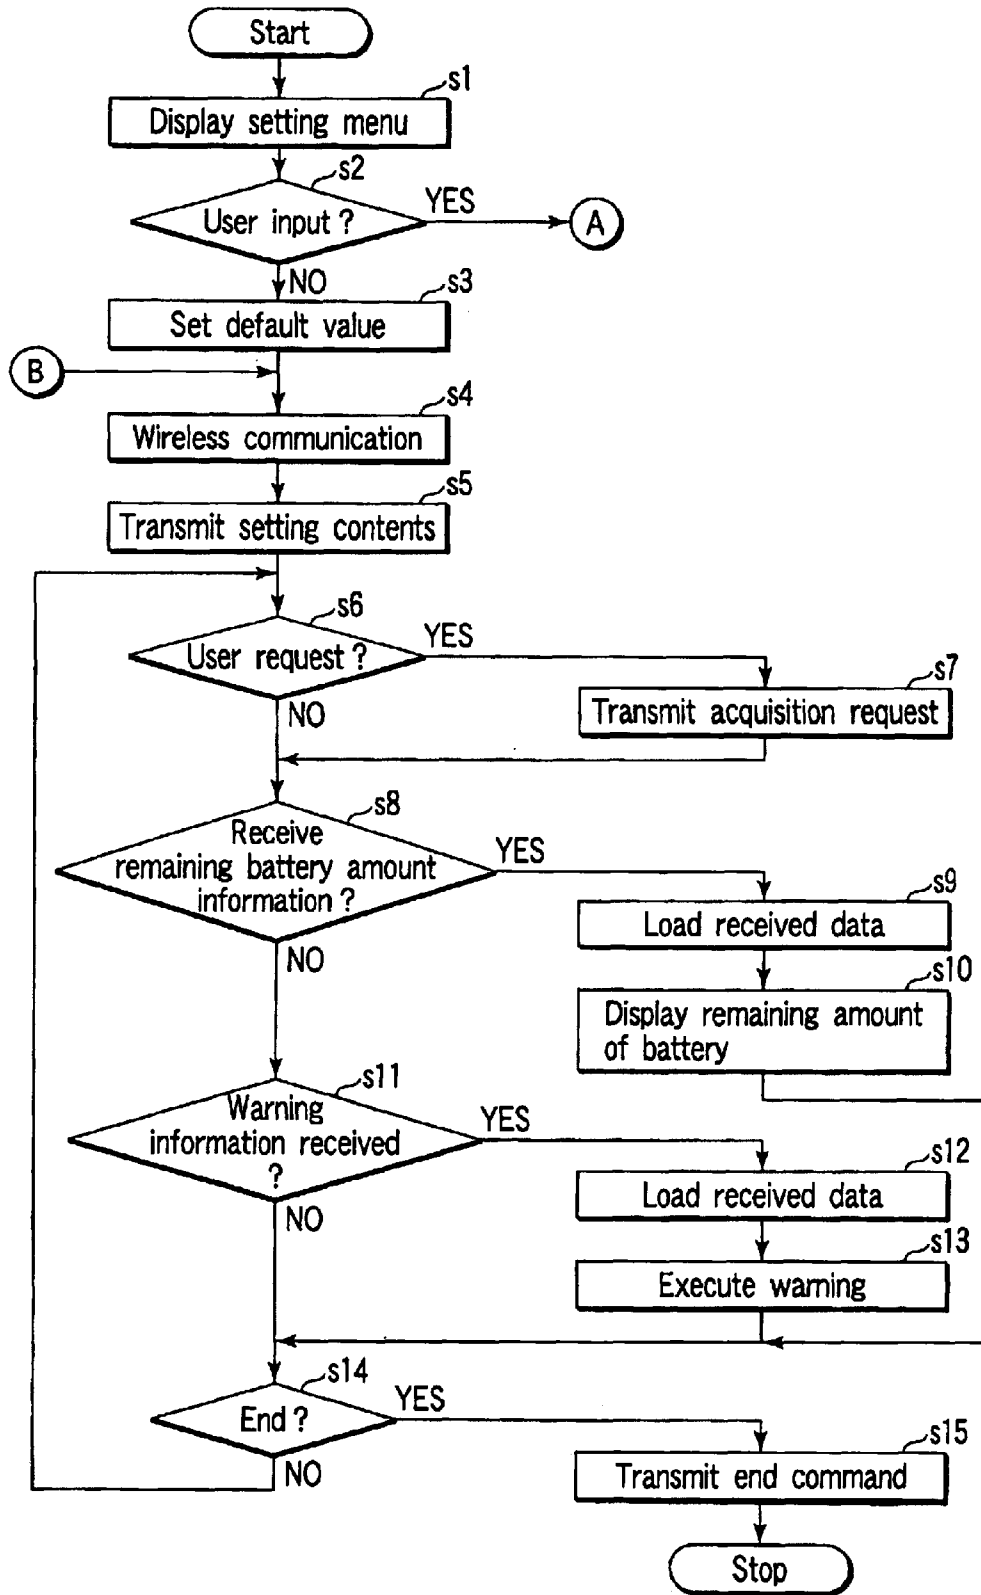 Start
s1
Display setting menu
s2
User input ?
YES
A
NO
s3
Set default value
B
s4
Wireless communication
s5
Transmit setting contents
s6
User request ?
YES
s7
Transmit acquisition request
NO
s8
Receive
remaining battery amount
information ?
YES
s9
Load received data
NO
s10
Display remaining amount
of battery
s11
Warning
information received
?
YES
s12
Load received data
NO
s13
Execute warning
s14
End ?
YES
s15
Transmit end command
NO
Stop